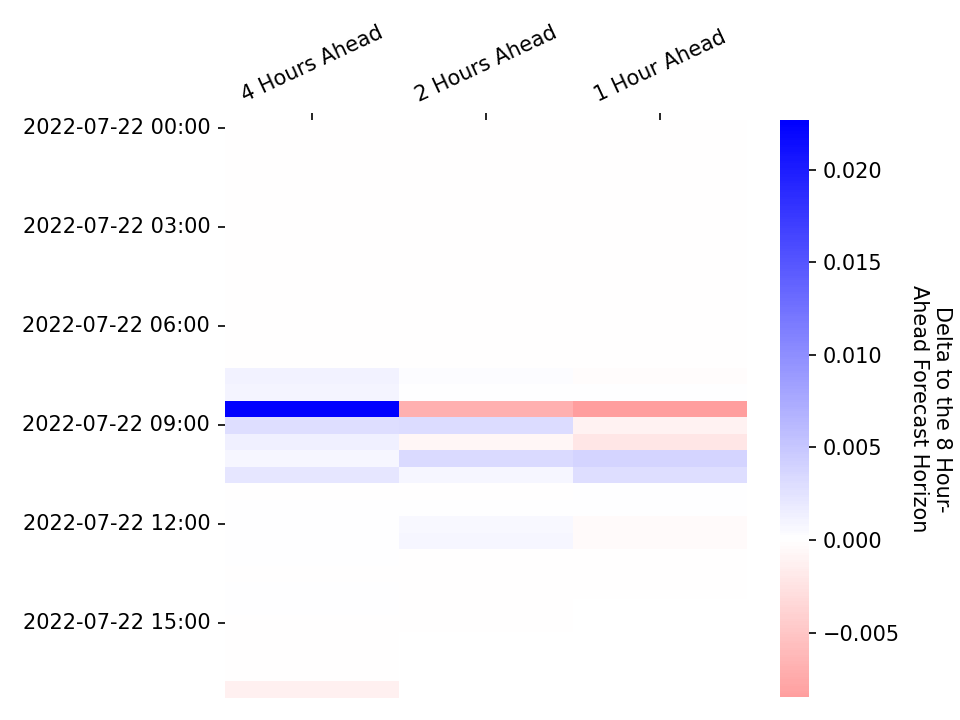 4 Hours Ahead
2 Hours Ahead
1 Hour Ahead
2022-07-22 00:00
2022-07-22 03:00
2022-07-22 06:00
2022-07-22 09:00
2022-07-22 12:00
2022-07-22 15:00
0.020
0.015
0.010
0.005
0.000
−0.005
Delta to the 8 Hour-
Ahead Forecast Horizon